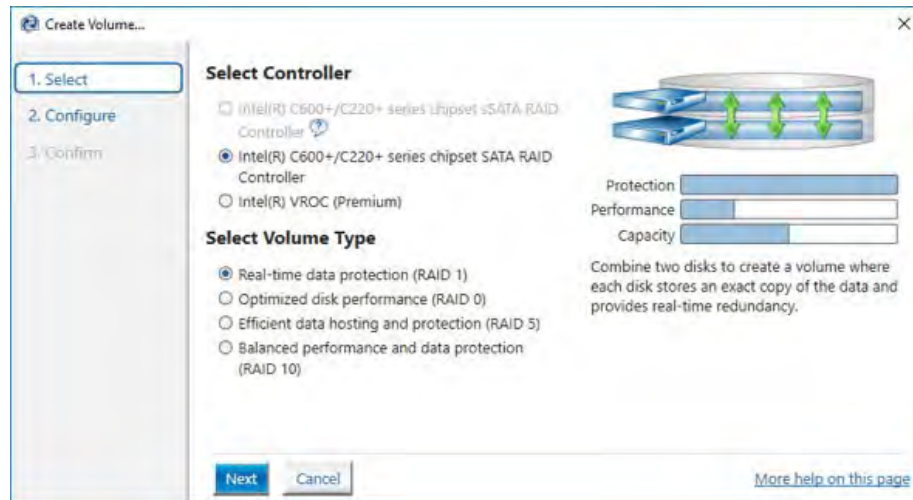 Create Volume...
1. Select
2. Configure
3. Confirm
Select Controller
Intel(R) C600+/C220+ series chipset sSATA RAID
Controller
Intel(R) C600+/C220+ series chipset SATA RAID
Controller
Intel(R) VROC (Premium)
Select Volume Type
Real-time data protection (RAID 1)
Optimized disk performance (RAID 0)
Efficient data hosting and protection (RAID 5)
Balanced performance and data protection
(RAID 10)
Protection
Performance
Capacity
Combine two disks to create a volume where
each disk stores an exact copy of the data and
provides real-time redundancy.
Next
Cancel
More help on this page